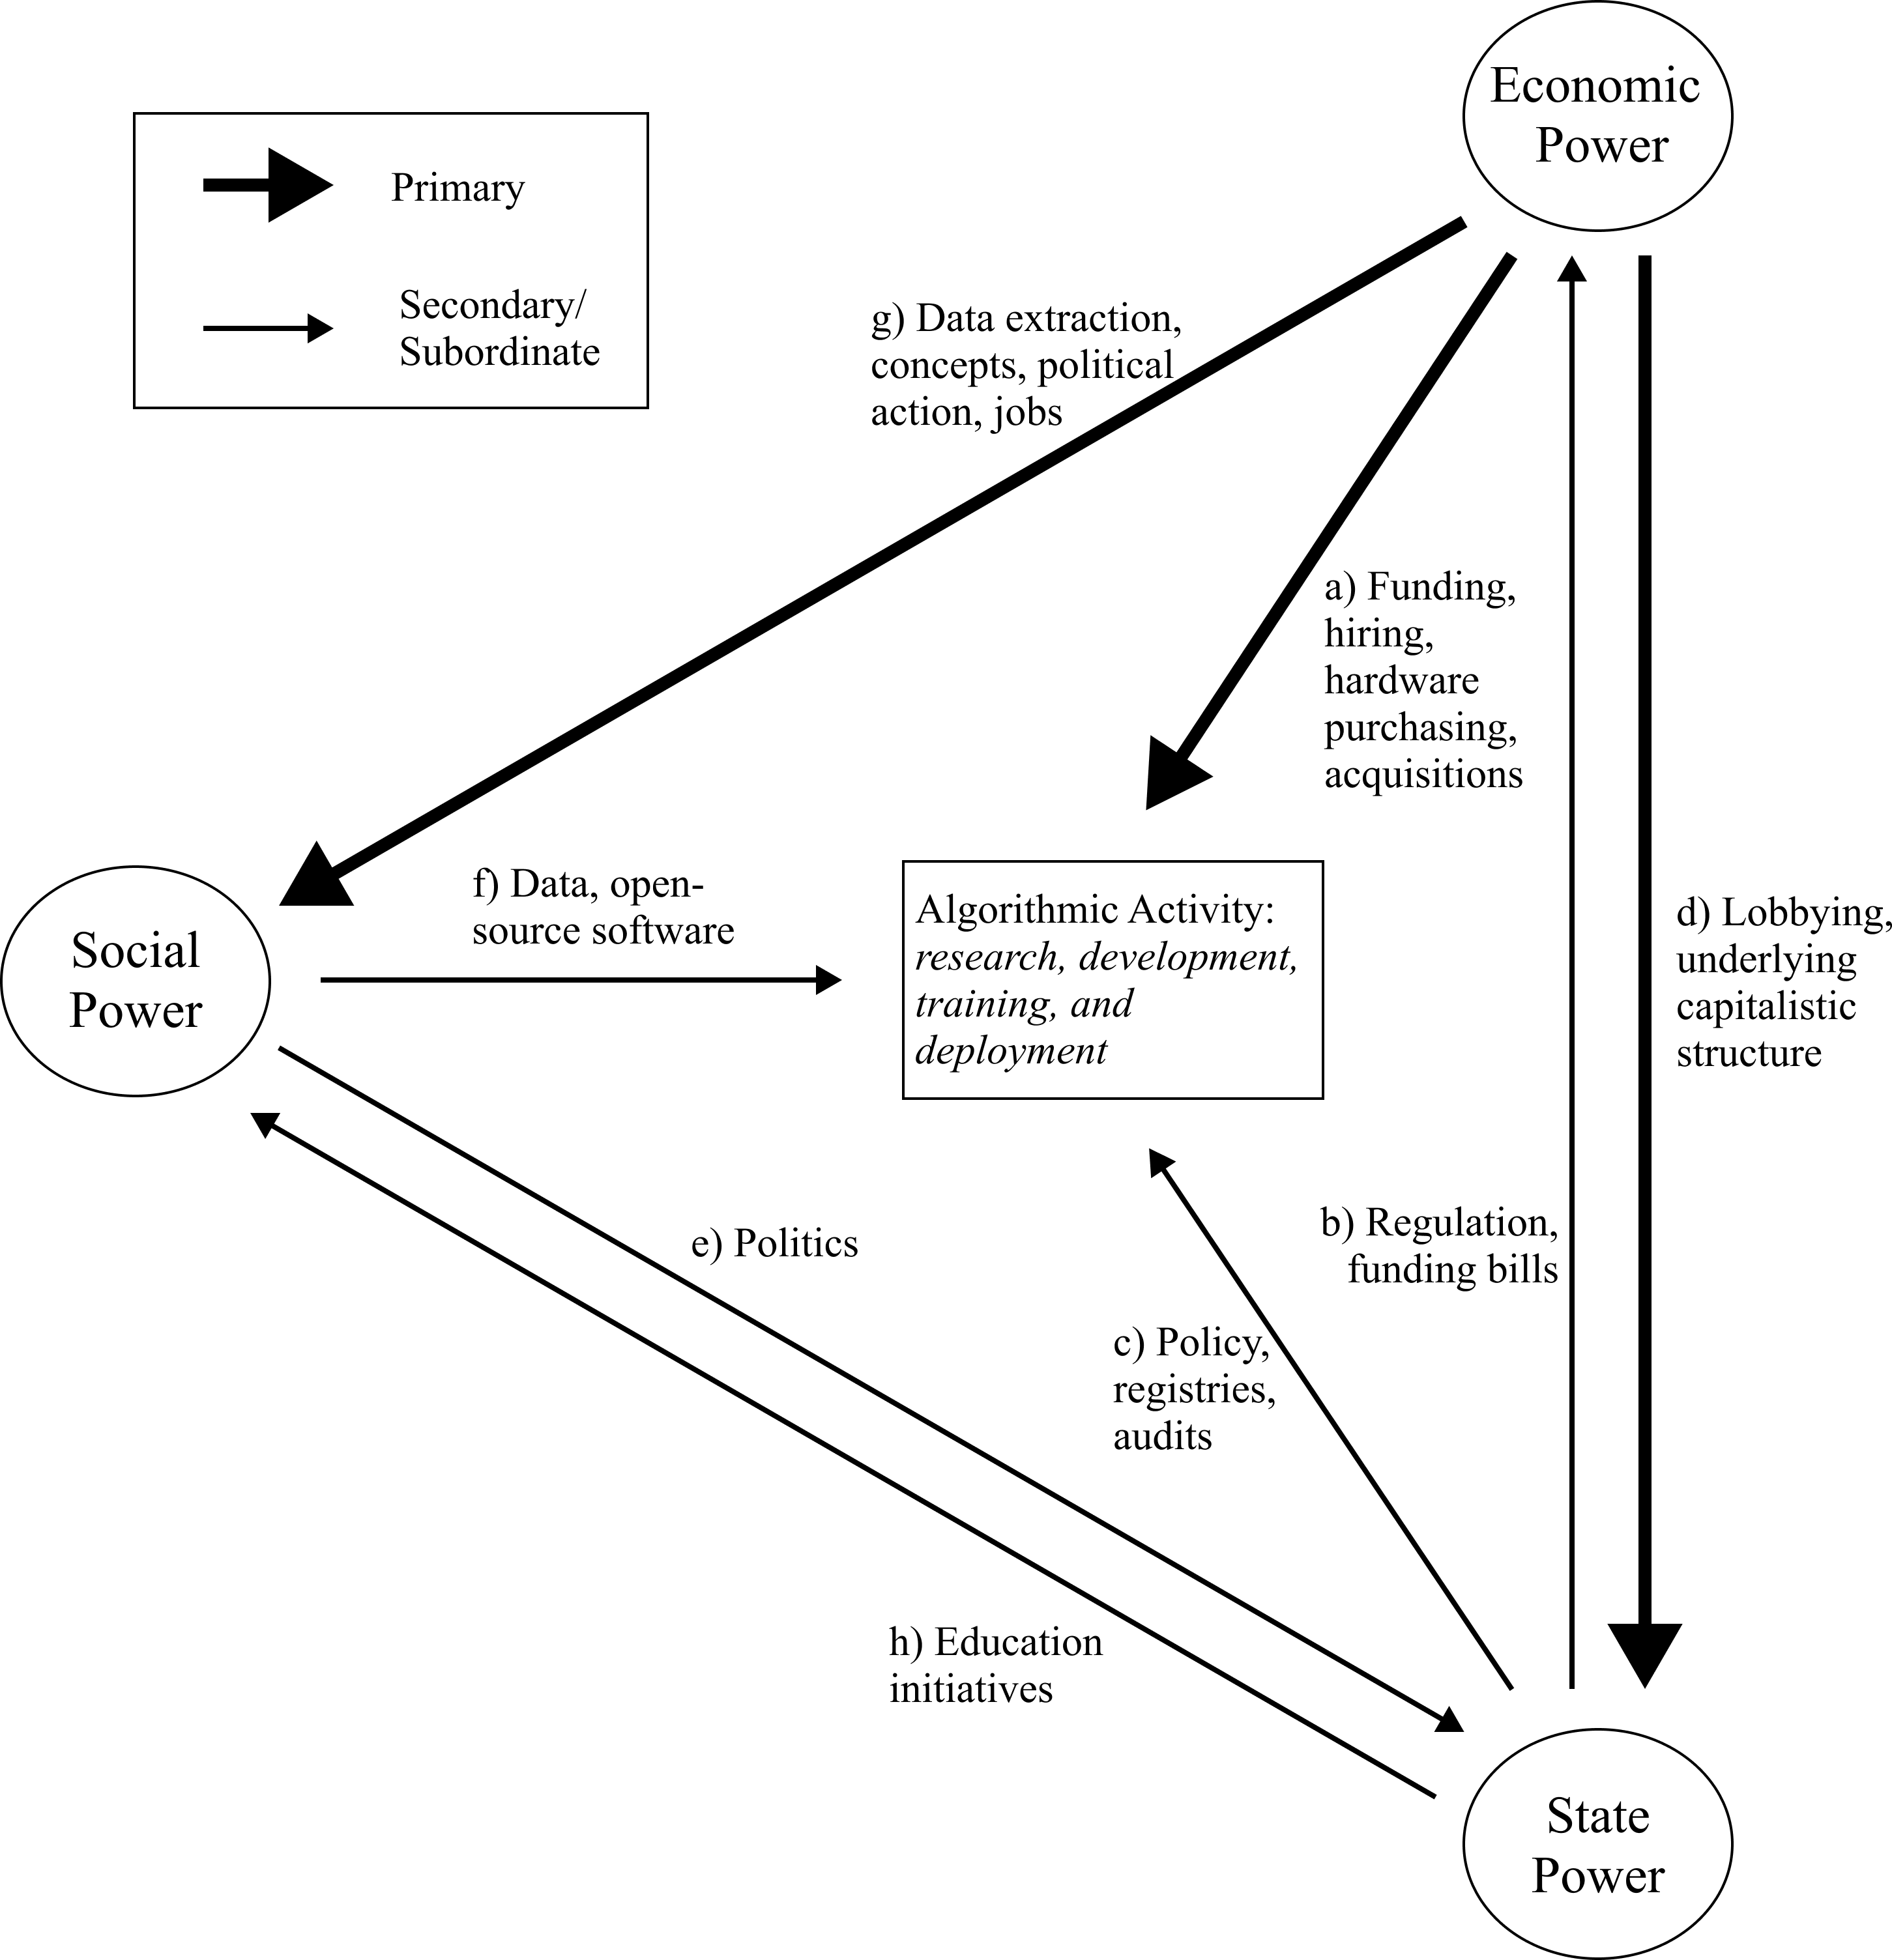 Economic
Power
Primary
Secondary/
Subordinate
g) Data extraction,
concepts, political
action, jobs
a) Funding,
hiring,
hardware
purchasing,
acquisitions
f) Data, open-
source software
Social
Power
Algorithmic Activity:
research, development,
training, and
deployment
d) Lobbying,
underlying
capitalistic
structure
e) Politics
b) Regulation,
funding bills
c) Policy,
registries,
audits
h) Education
initiatives
State
Power